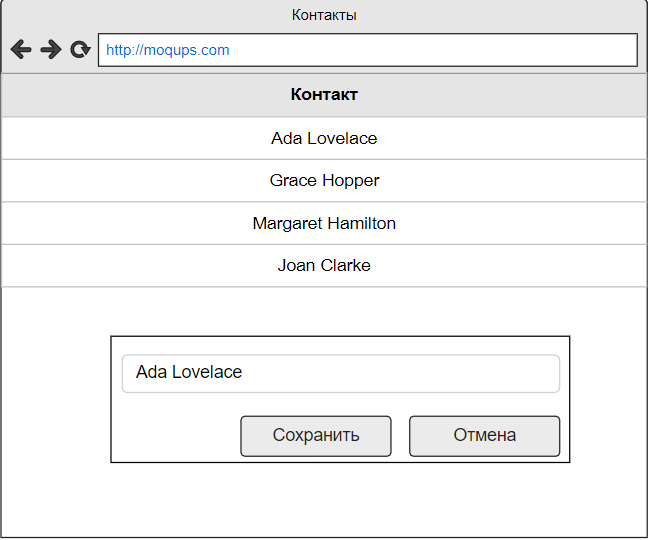 Контакты
http://moqups.com
Контакт
Ada Lovelace
Grace Hopper
Margaret Hamilton
Joan Clarke
Ada Lovelace
Сохранить Отмена